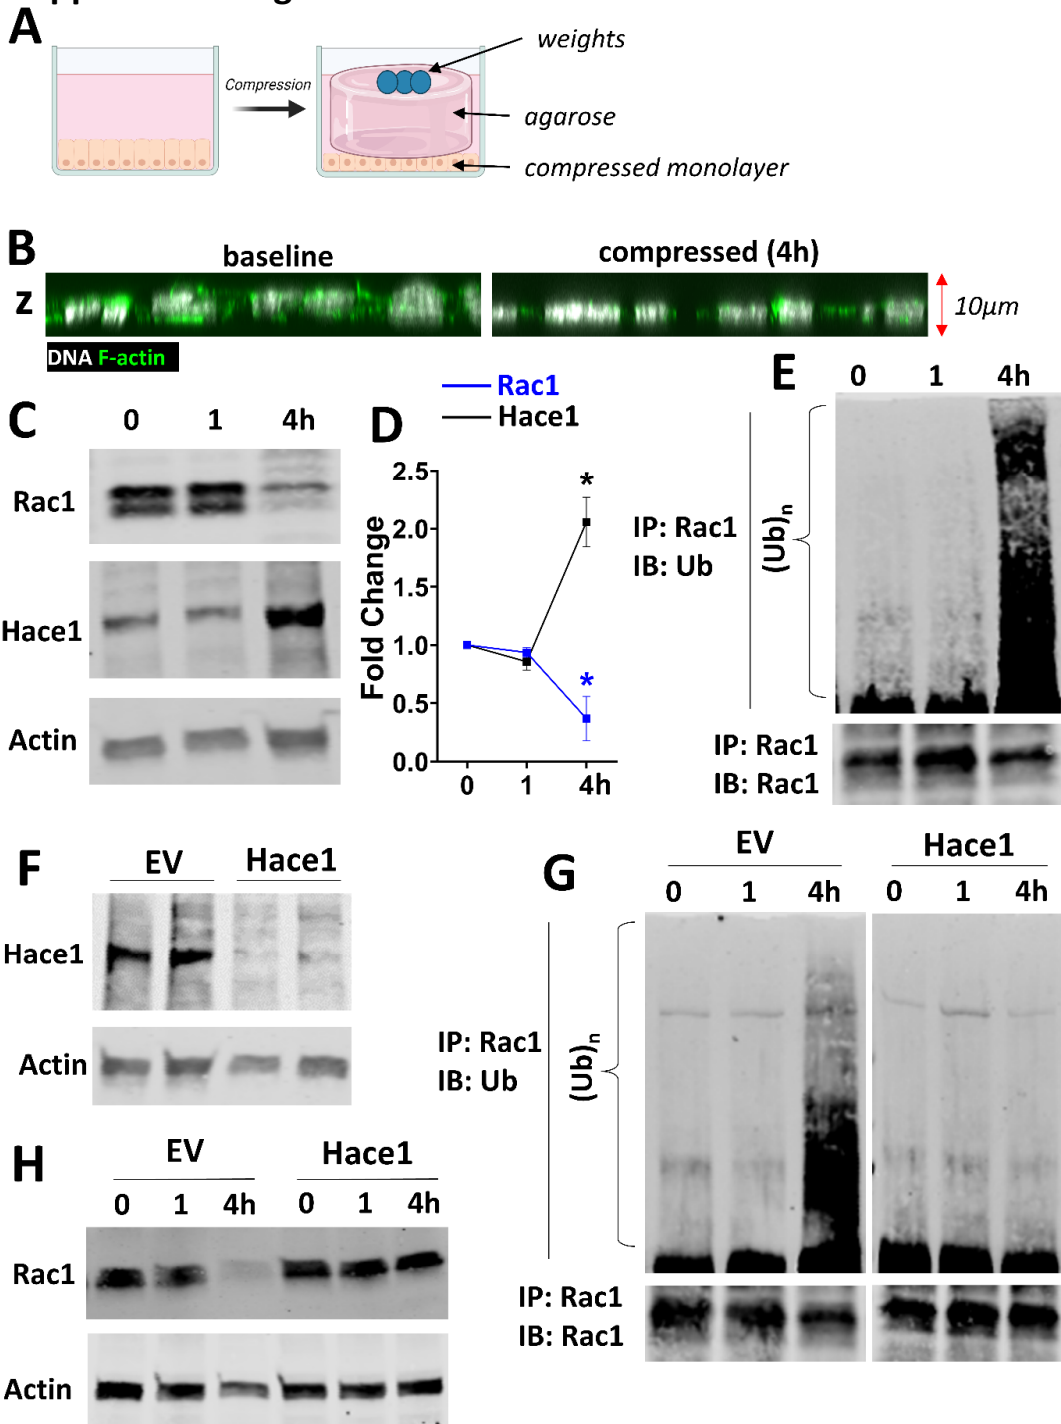 A
weights
Compression
agarose
compressed monolayer
B
baseline
compressed (4h)
Z
10µm
DNA F-actin
C
0 1 4h
Rac1
Hace1
Actin
D
Rac1
Hace1
Fold Change
2.5
2.0
1.5
1.0
0.5
0.0
*
*
0 1 4h
E
0 1 4h
IP: Rac1
IB: Ub
(Ub)n
IP: Rac1
IB: Rac1
F
EV Hace1
Hace1
Actin
G
EV Hace1
0 1 4h 0 1 4h
IP: Rac1
IB: Ub
(Ub)n
IP: Rac1
IB: Rac1
H
EV Hace1
0 1 4h 0 1 4h
Rac1
Actin